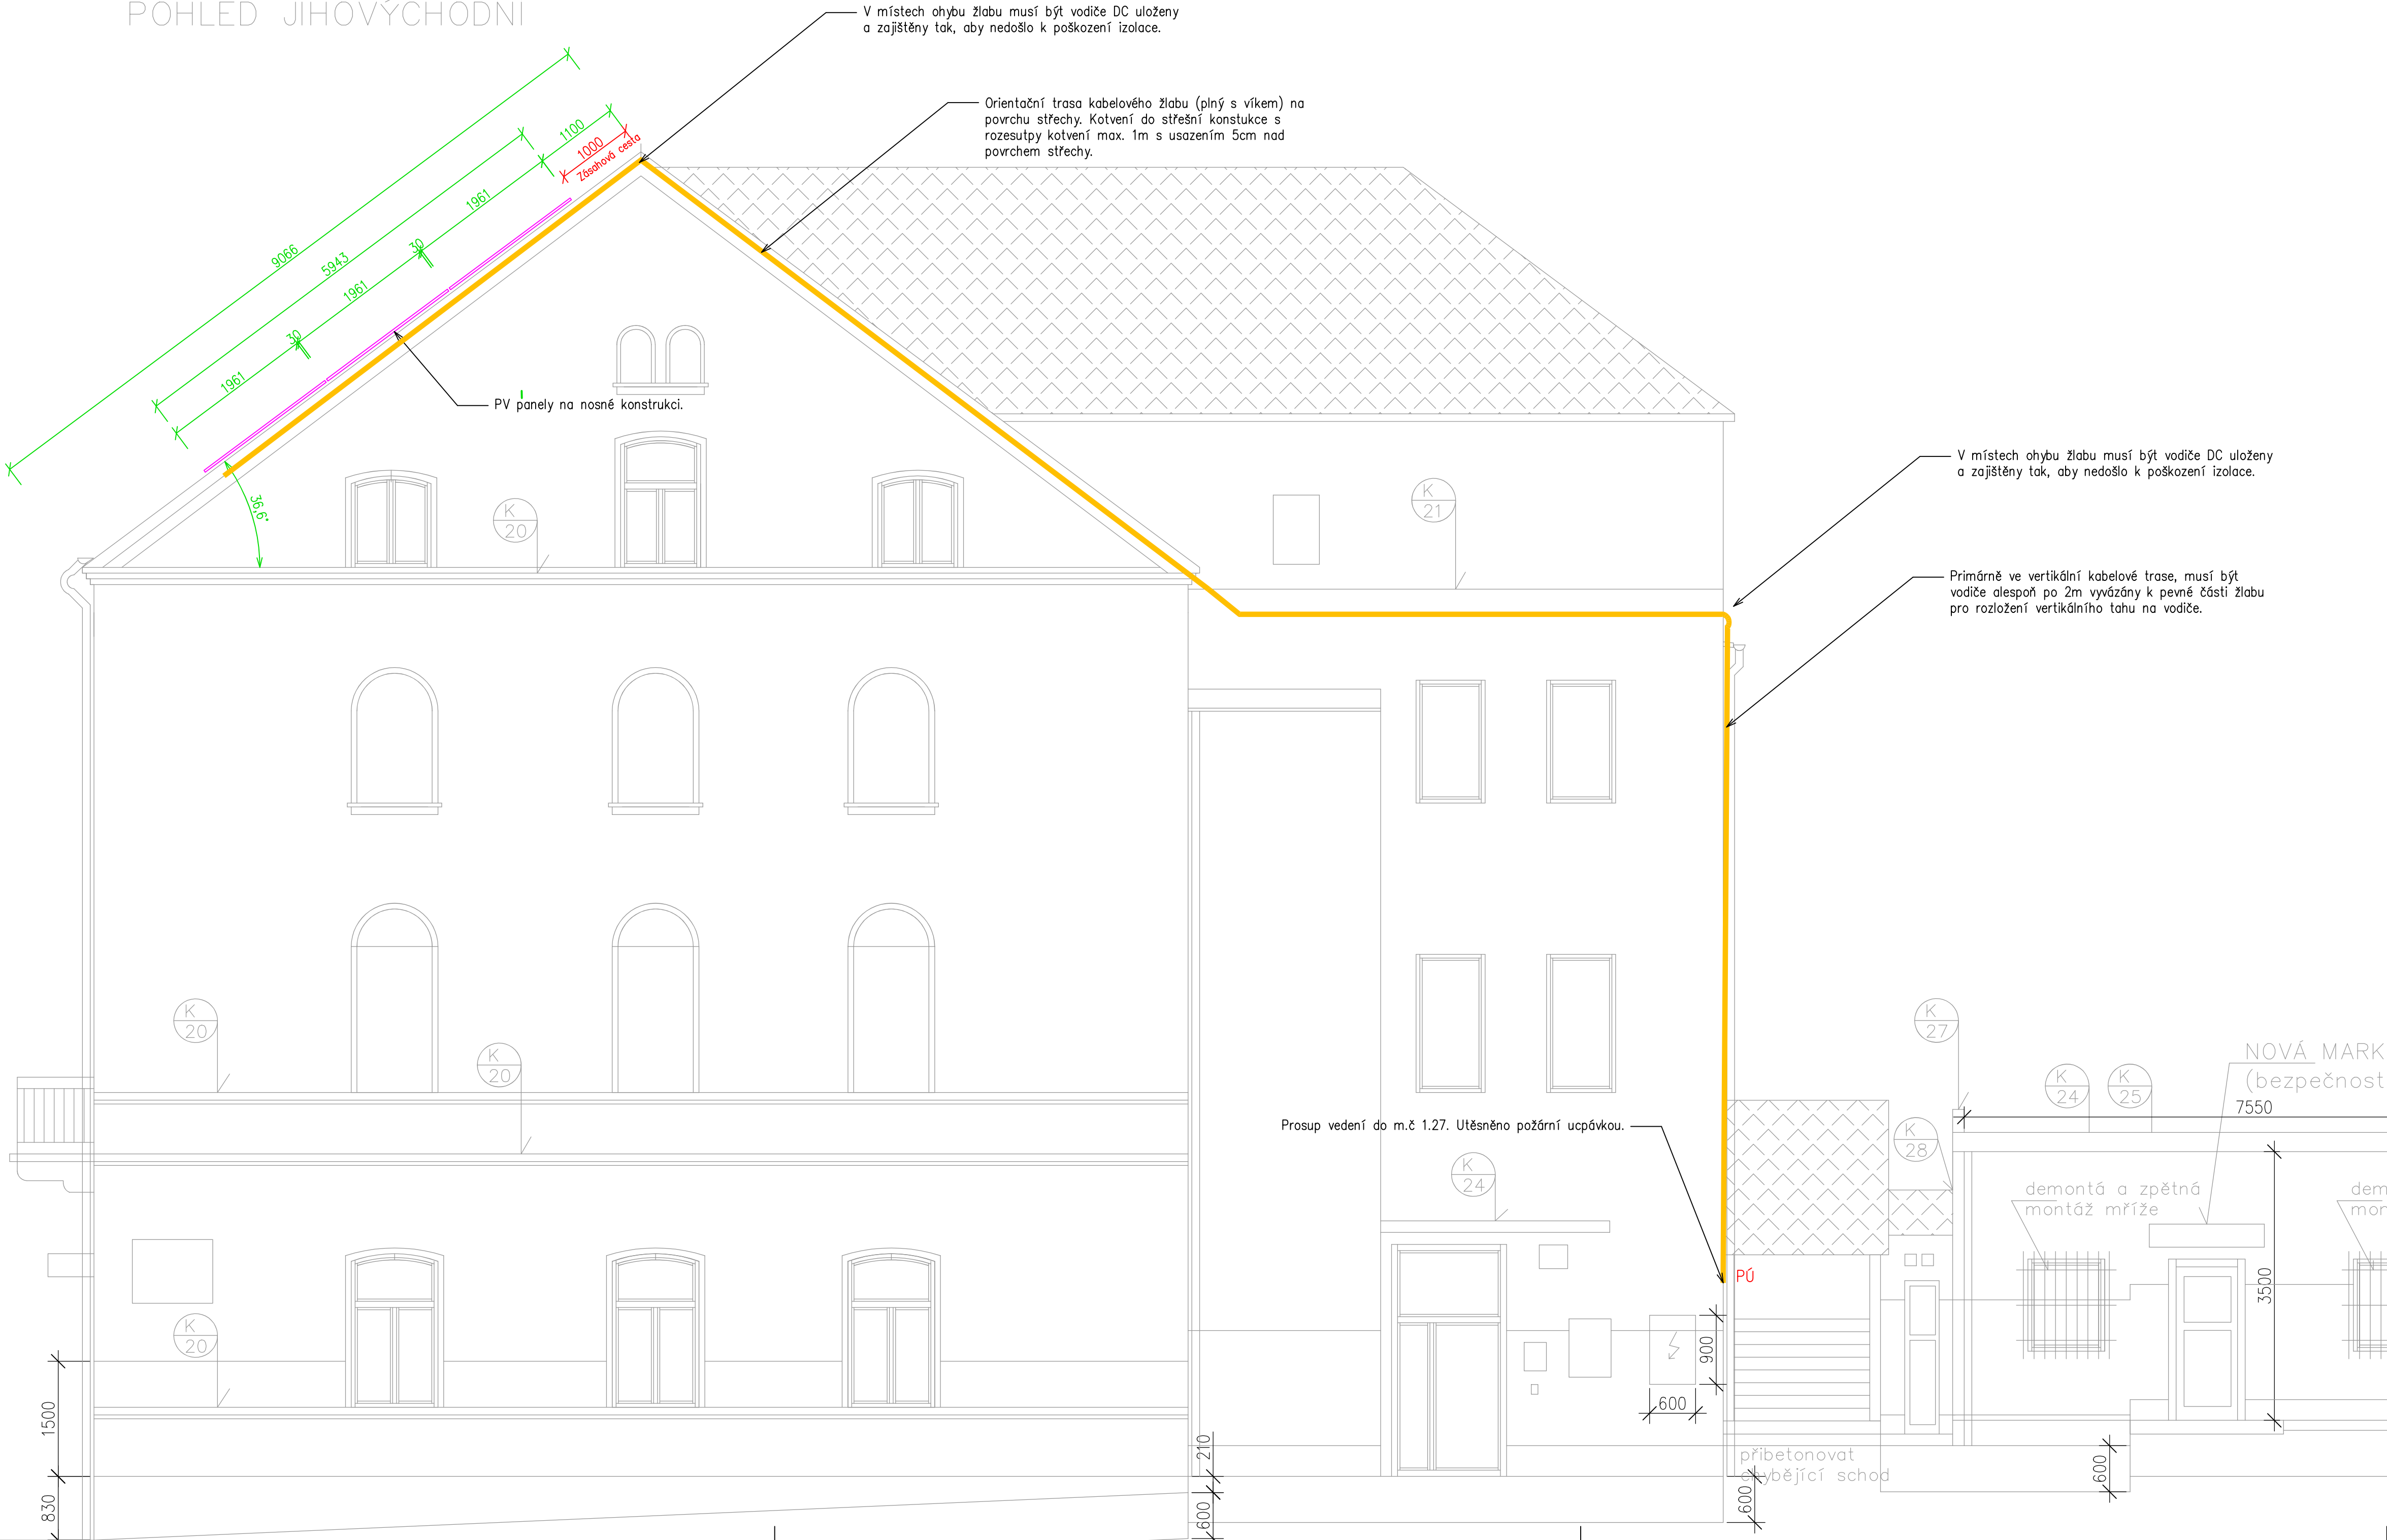 POHLED JIHOVÝCHODNÍ
V místech ohybu žlabu musí být vodiče DC uloženy
a zajištěny tak, aby nedošlo k poškození izolace.
Orientační trasa kabelového žlabu (plný s víkem) na
povrchu střechy. Kotvení do střešní konstukce s
rozesutpy kotvení max. 1m s usazením 5cm nad
povrchem střechy.
9066
5943
1100
1000
Zásahová cesta
1961
30
1961
30
1961
PV panely na nosné konstrukci.
36,6°
K
20
K
21
V místech ohybu žlabu musí být vodiče DC uloženy
a zajištěny tak, aby nedošlo k poškození izolace.
Primárně ve vertikální kabelové trase, musí být
vodiče alespoň po 2m vyvázány k pevné části žlabu
pro rozložení vertikálního tahu na vodiče.
K
20
K
20
K
27
K
24
K
25
NOVÁ MARK
(bezpečnost
7550
Prosup vedení do m.č 1.27. Utěsněno požární ucpávkou.
K
28
K
24
demontá a zpětná
montáž mříže
dem
mon
PÚ
3500
K
20
900
600
1500
830
210
600
přibetonovat
chybějící schod
600
600